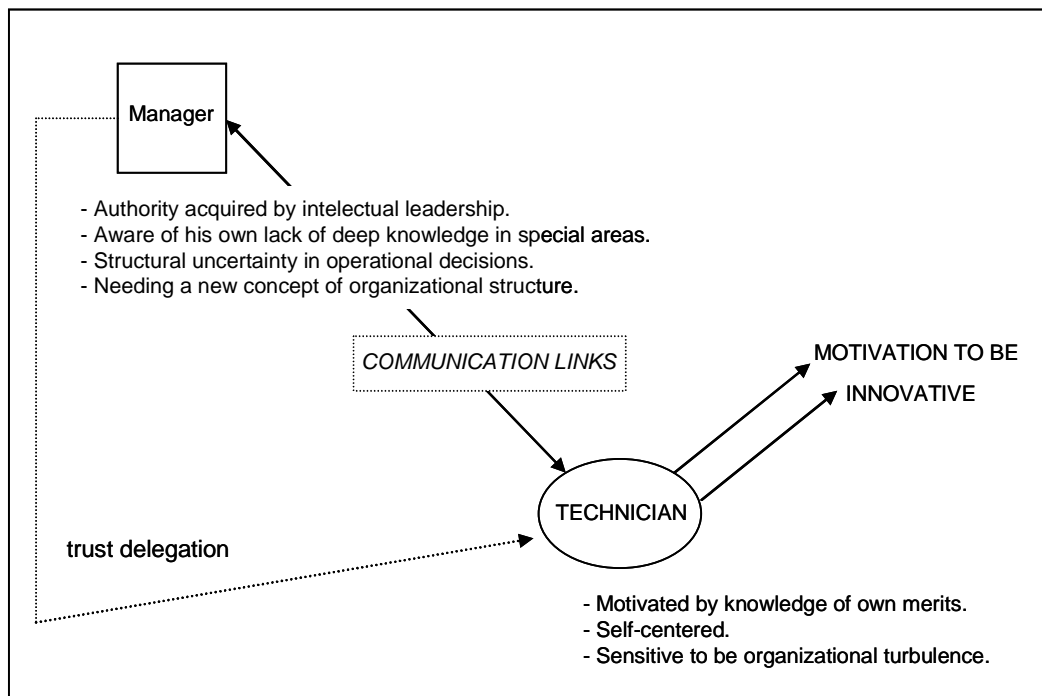 Manager
- Authority acquired by intelectual leadership.
- Aware of his own lack of deep knowledge in special areas.
- Structural uncertainty in operational decisions.
- Needing a new concept of organizational structure.
COMMUNICATION LINKS
MOTIVATION TO BE
INNOVATIVE
TECHNICIAN
trust delegation
- Motivated by knowledge of own merits.
- Self-centered.
- Sensitive to be organizational turbulence.